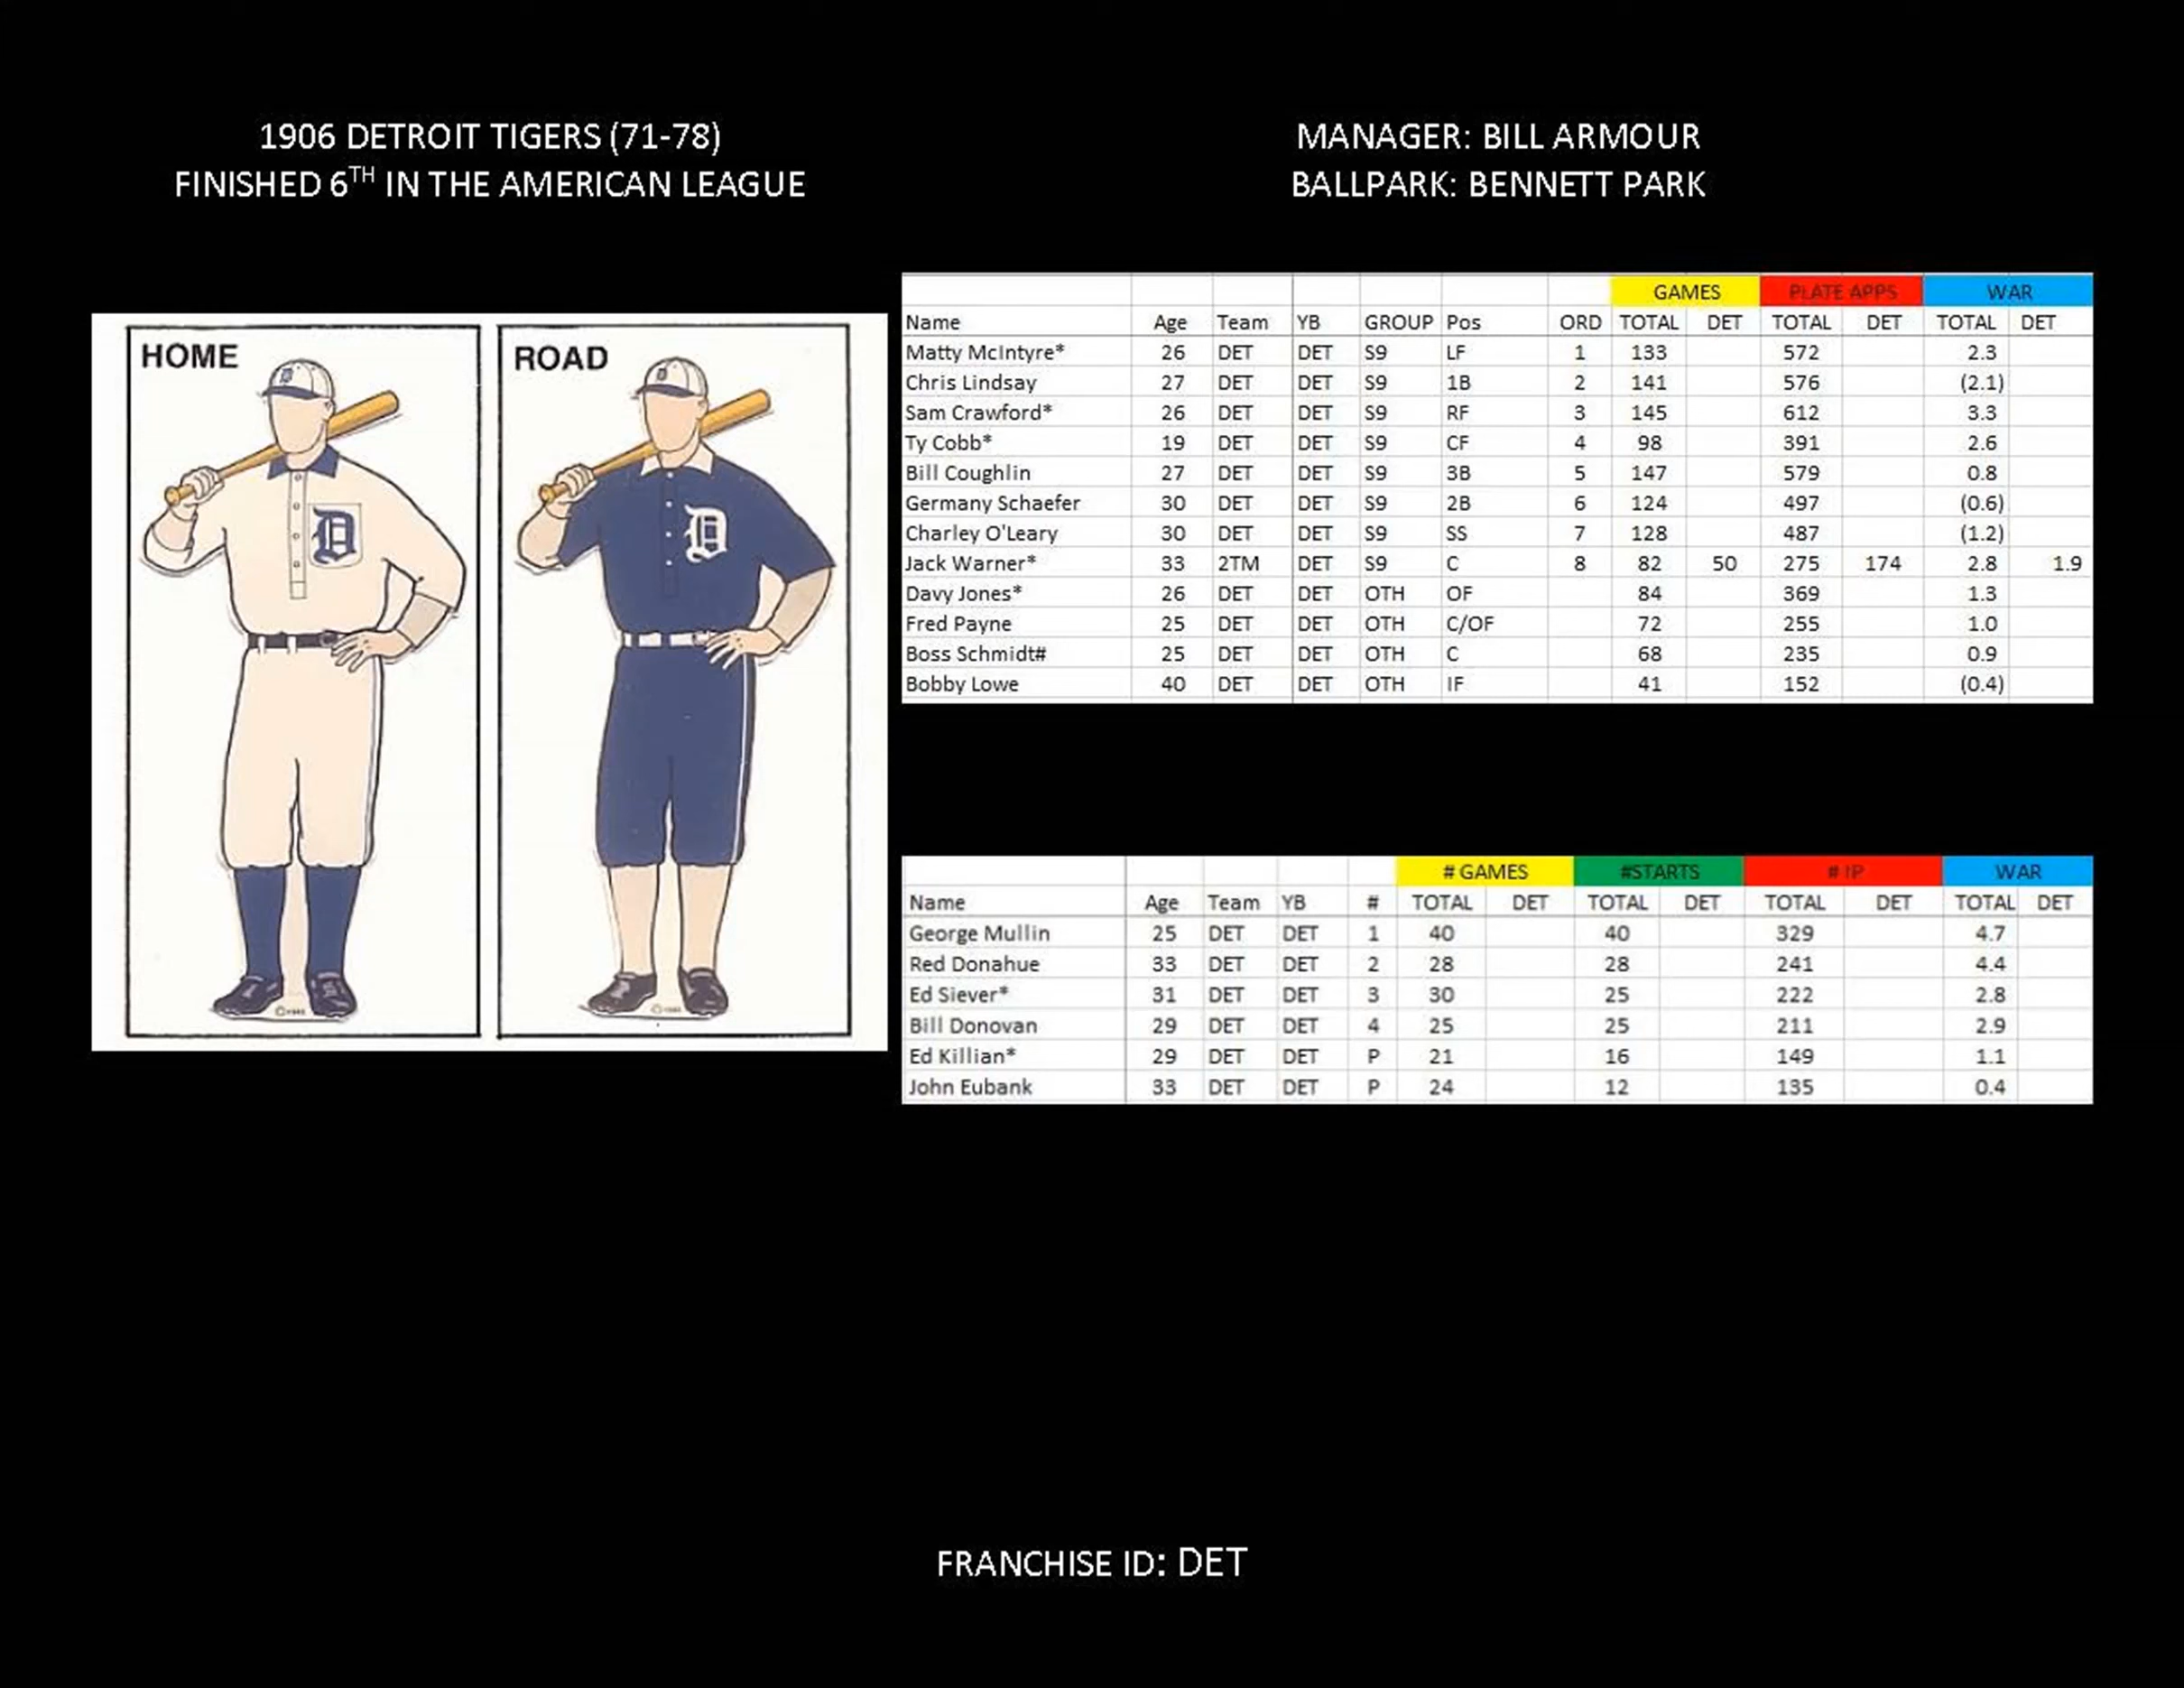 1906 DETROIT TIGERS (71-78)
FINISHED 6TH IN THE AMERICAN LEAGUE
MANAGER: BILL ARMOUR
BALLPARK: BENNETT PARK
HOME
ROAD
D
D
GAMES PLATE APPS WAR
Name Age Team YB GROUP Pos ORD TOTAL DET TOTAL DET TOTAL DET
Matty McIntyre* 26 DET DET S9 LF 1 133 572 2.3
Chris Lindsay 27 DET DET S9 1B 2 141 576 (2.1)
Sam Crawford* 26 DET DET S9 RF 3 145 612 3.3
Ty Cobb* 19 DET DET S9 CF 4 98 391 2.6
Bill Coughlin 27 DET DET S9 3B 5 147 579 0.8
Germany Schaefer 30 DET DET S9 2B 6 124 497 (0.6)
Charley O'Leary 30 DET DET S9 SS 7 128 487 (1.2)
Jack Warner* 33 2TM DET S9 C 8 82 50 275 174 2.8 1.9
Davy Jones* 26 DET DET OTH OF 84 369 1.3
Fred Payne 25 DET DET OTH C/OF 72 255 1.0
Boss Schmidt# 25 DET DET OTH C 68 235 0.9
Bobby Lowe 40 DET DET OTH IF 41 152 (0.4)
# GAMES #STARTS # IP WAR
Name Age Team YB # TOTAL DET TOTAL DET TOTAL DET TOTAL DET
George Mullin 25 DET DET 1 40 40 329 4.7
Red Donahue 33 DET DET 2 28 28 241 4.4
Ed Siever* 31 DET DET 3 30 25 222 2.8
Bill Donovan 29 DET DET 4 25 25 211 2.9
Ed Killian* 29 DET DET P 21 16 149 1.1
John Eubank 33 DET DET P 24 12 135 0.4
FRANCHISE ID: DET